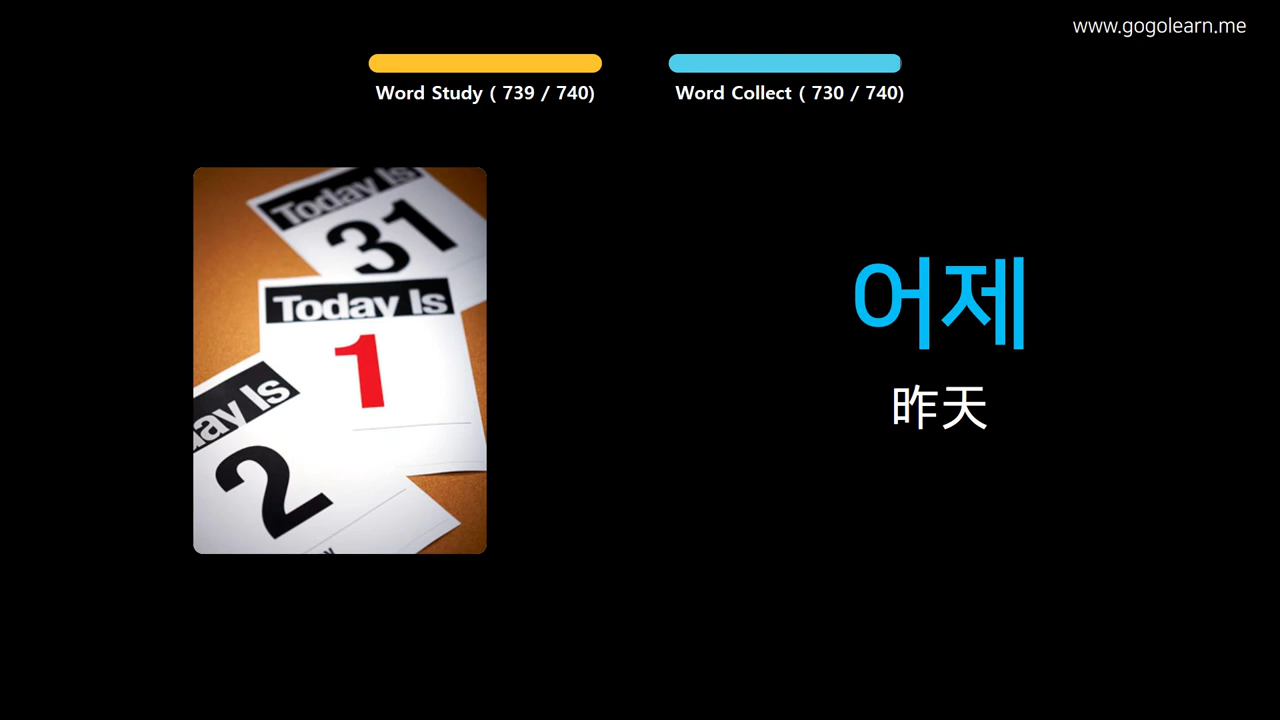 www.gogolearn.me
Word Study ( 739 / 740)
Word Collect ( 730 / 740)
Today Is
31
Today Is
1
ay Is
2
어제
昨天